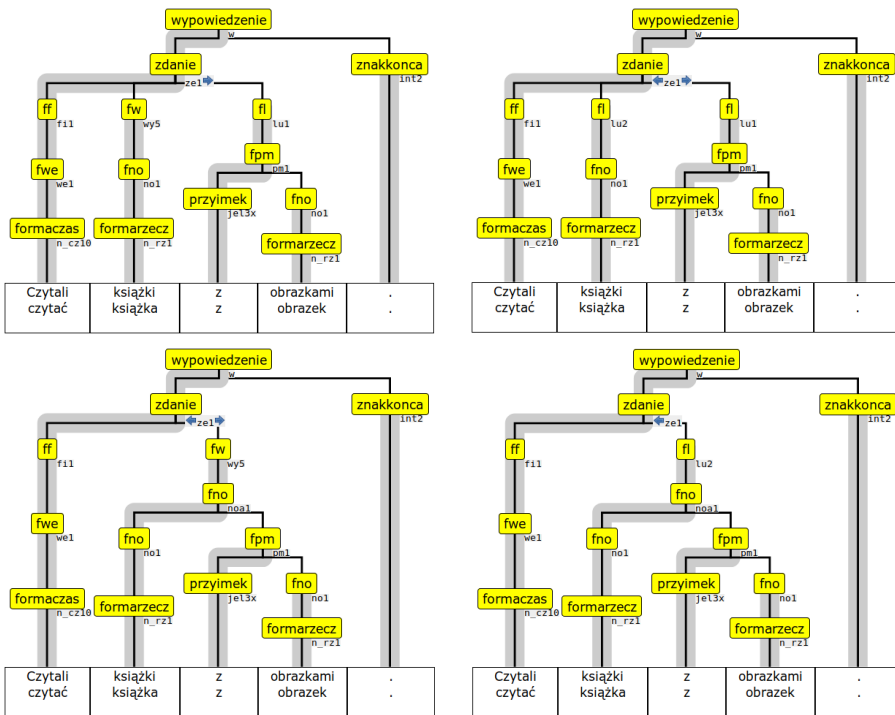 wypowiedzenie
w
zdanie znakkonca
ze1 int2
ff fw fl
fi1 wy5 lu1
fwe fno fpm
we1 no1 pm1
przyimek fno
jel3x no1
formaczas formarzecz formarzecz
n_cz10 n_rz1 n_rz1
Czytali książki z obrazkami .
czytać książka z obrazek .
wypowiedzenie
w
zdanie znakkonca
ze1 int2
ff fl fl
fi1 lu2 lu1
fwe fno fpm
we1 no1 pm1
przyimek fno
jel3x no1
formaczas formarzecz formarzecz
n_cz10 n_rz1 n_rz1
Czytali książki z obrazkami .
czytać książka z obrazek .
wypowiedzenie
w
zdanie znakkonca
ze1 int2
ff fw
fi1 wy5
fno
noa1
fwe fno fpm
we1 no1 pm1
przyimek fno
jel3x no1
formaczas formarzecz formarzecz
n_cz10 n_rz1 n_rz1
Czytali książki z obrazkami .
czytać książka z obrazek .
wypowiedzenie
w
zdanie znakkonca
ze1 int2
ff fl
fi1 lu2
fno
noa1
fwe fno fpm
we1 no1 pm1
przyimek fno
jel3x no1
formaczas formarzecz formarzecz
n_cz10 n_rz1 n_rz1
Czytali książki z obrazkami .
czytać książka z obrazek .